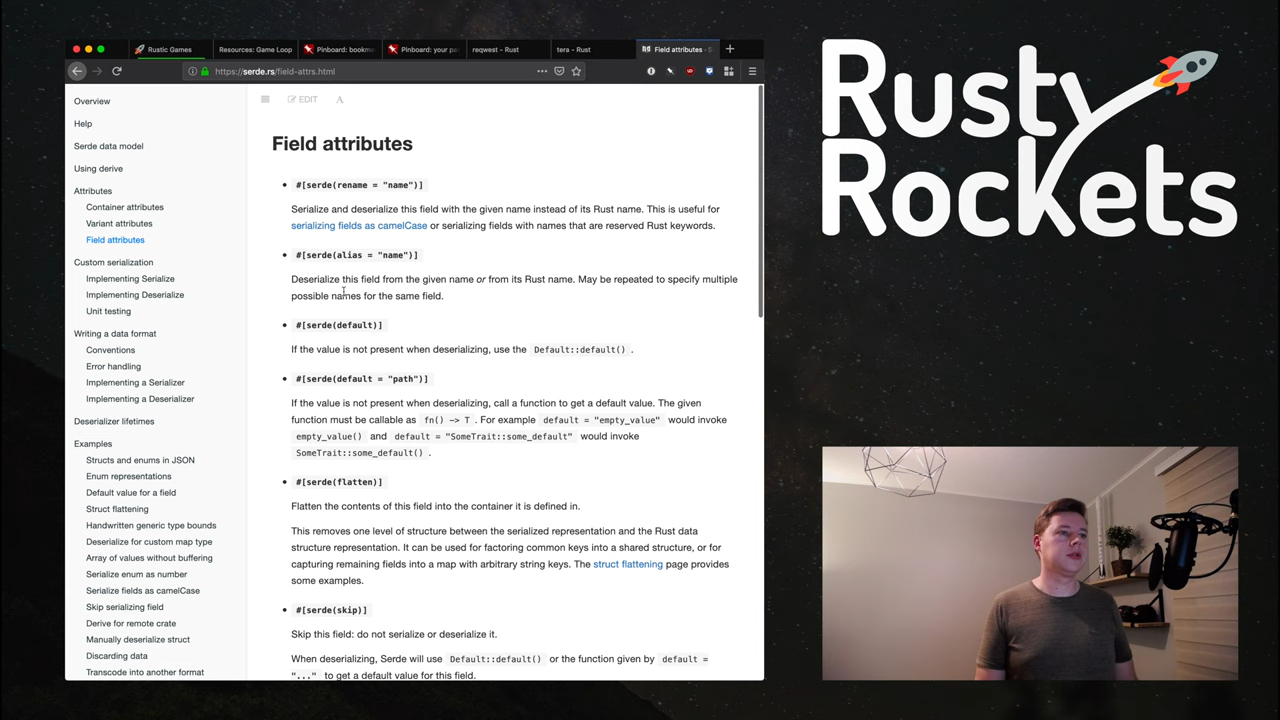 Rustic Games
Resources: Game Loop
Pinboard: bookm
Pinboard: your pa
reqwest – Rust
tera – Rust
Field attributes · S
https://serde.rs/field-attrs.html
Overview
Help
Serde data model
Using derive
Attributes
Container attributes
Variant attributes
Field attributes
Custom serialization
Implementing Serialize
Implementing Deserialize
Unit testing
Writing a data format
Conventions
Error handling
Implementing a Serializer
Implementing a Deserializer
Deserializer lifetimes
Examples
Structs and enums in JSON
Enum representations
Default value for a field
Struct flattening
Handwritten generic type bounds
Deserialize for custom map type
Array of values without buffering
Serialize enum as number
Serialize fields as camelCase
Skip serializing field
Derive for remote crate
Manually deserialize struct
Discarding data
Transcode into another format
EDIT
A
Field attributes
#[serde(rename = "name")]
Serialize and deserialize this field with the given name instead of its Rust name. This is useful for
serializing fields as camelCase or serializing fields with names that are reserved Rust keywords.
#[serde(alias = "name")]
Deserialize this field from the given name or from its Rust name. May be repeated to specify multiple
possible names for the same field.
#[serde(default)]
If the value is not present when deserializing, use the Default::default() .
#[serde(default = "path")]
If the value is not present when deserializing, call a function to get a default value. The given
function must be callable as fn() -> T . For example default = "empty_value" would invoke
empty_value() and default = "SomeTrait::some_default" would invoke
SomeTrait::some_default() .
#[serde(flatten)]
Flatten the contents of this field into the container it is defined in.
This removes one level of structure between the serialized representation and the Rust data
structure representation. It can be used for factoring common keys into a shared structure, or for
capturing remaining fields into a map with arbitrary string keys. The struct flattening page provides
some examples.
#[serde(skip)]
Skip this field: do not serialize or deserialize it.
When deserializing, Serde will use Default::default() or the function given by default =
"..." to get a default value for this field.
Rusty
Rockets